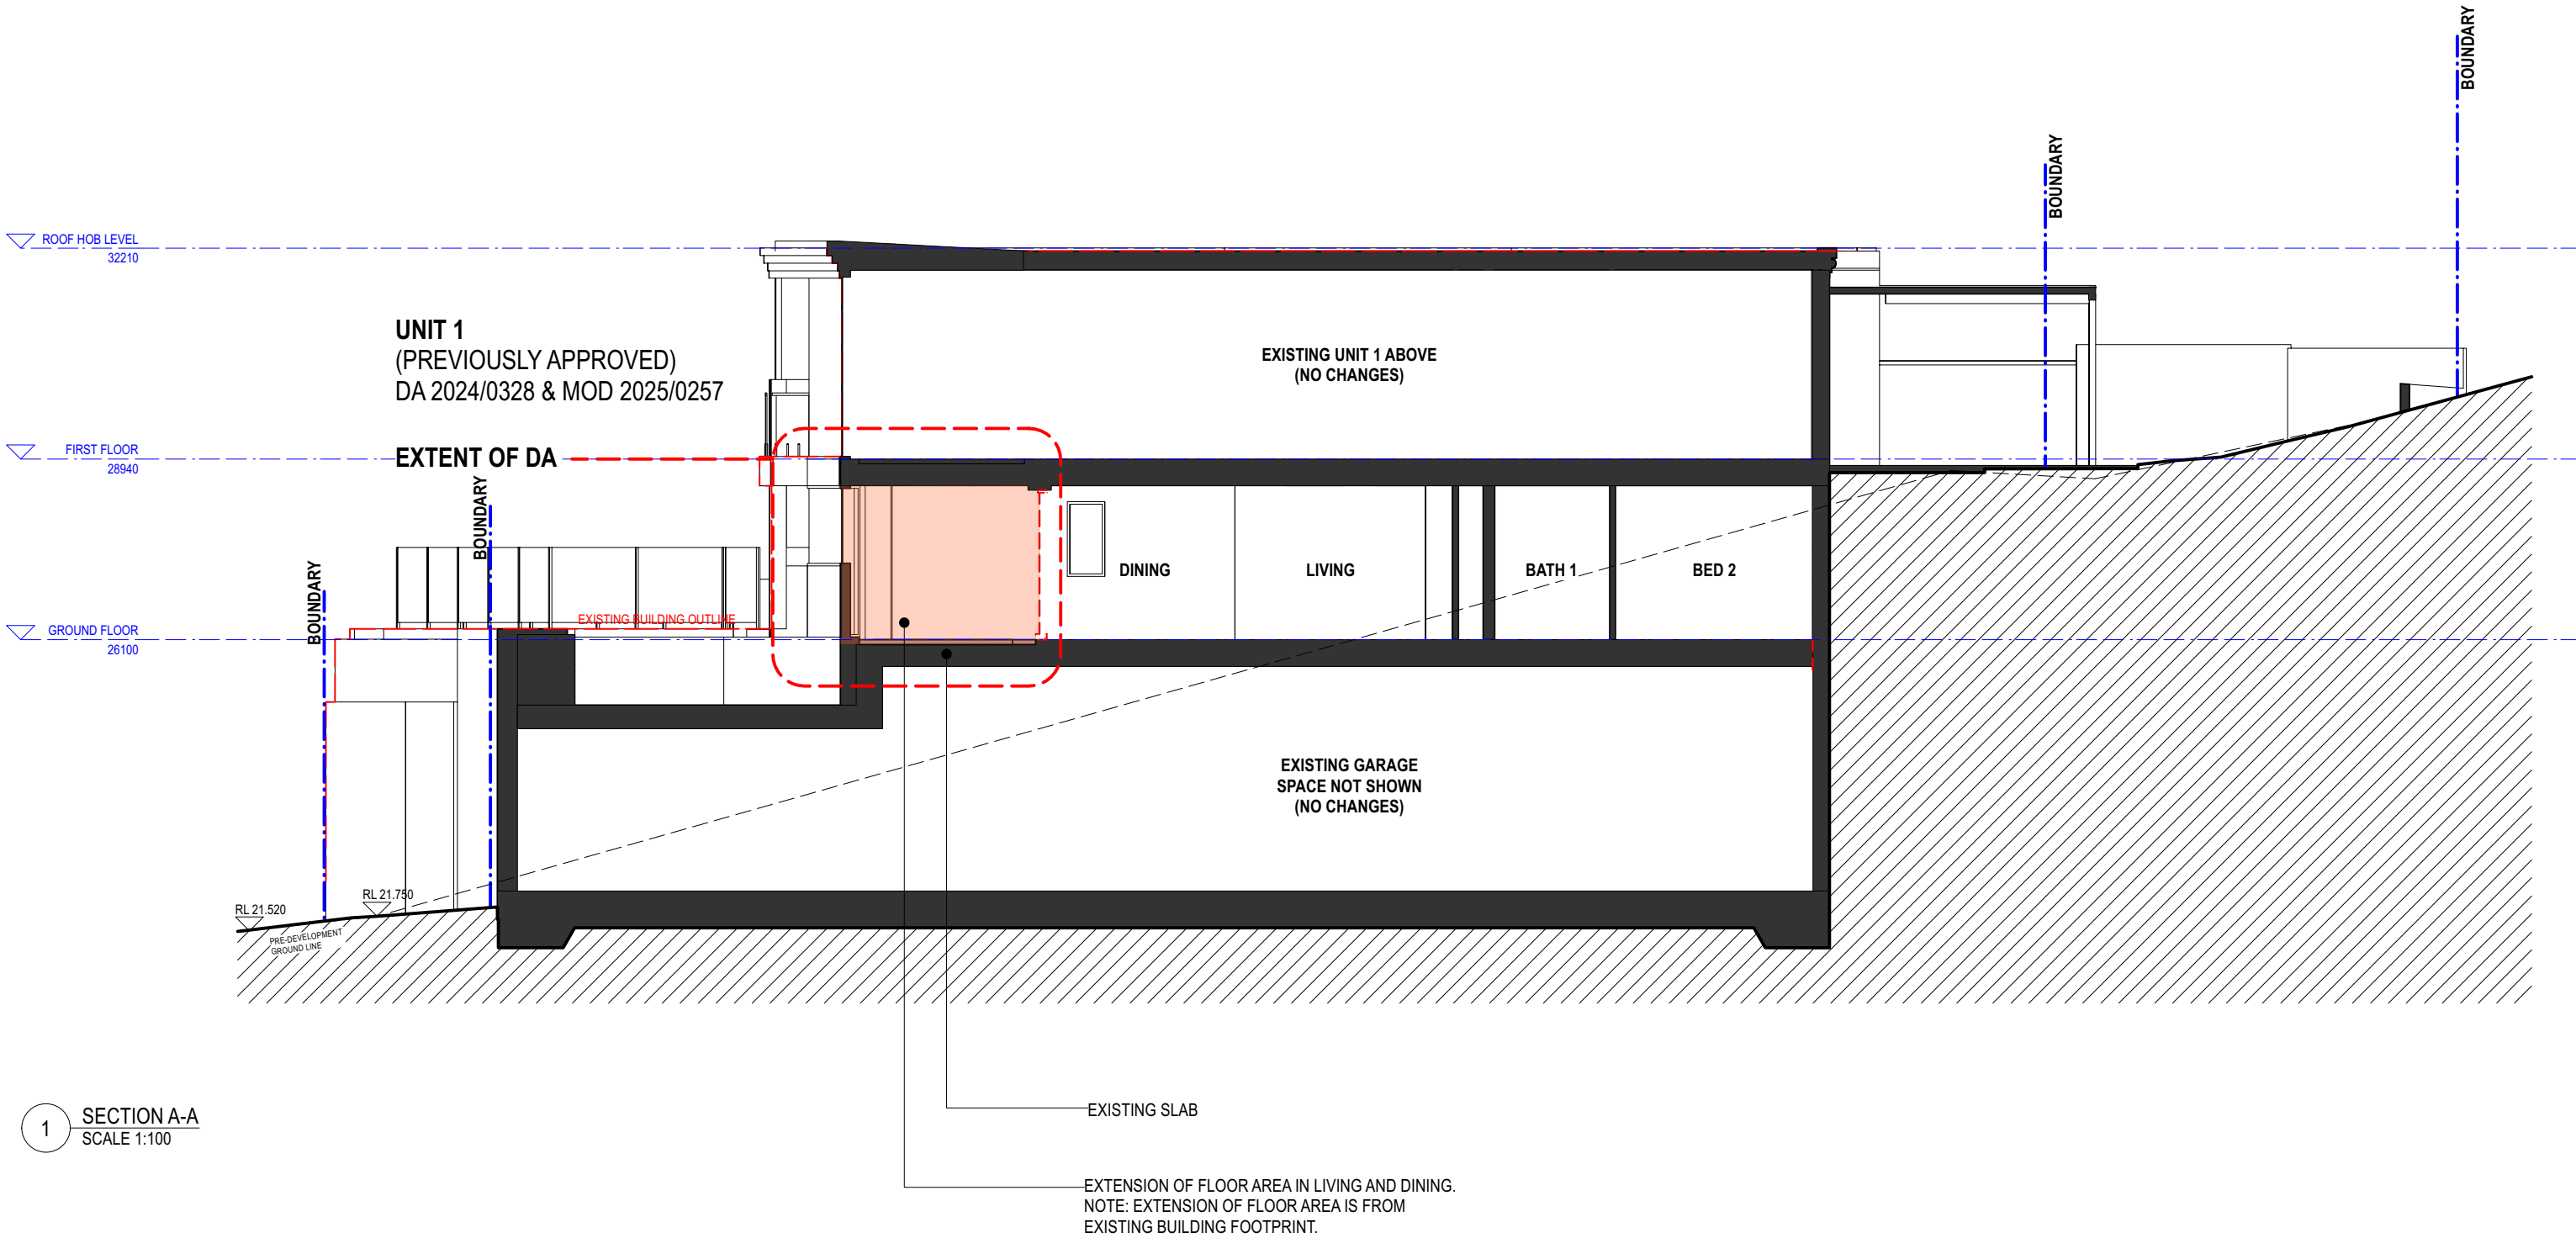 BOUNDARY
BOUNDARY
ROOF HOB LEVEL
32210
UNIT 1
(PREVIOUSLY APPROVED)
DA 2024/0328 & MOD 2025/0257
EXISTING UNIT 1 ABOVE
(NO CHANGES)
FIRST FLOOR
28940
EXTENT OF DA
BOUNDARY
BOUNDARY
DINING
LIVING
BATH 1
BED 2
EXISTING BUILDING OUTLINE
GROUND FLOOR
26100
EXISTING GARAGE
SPACE NOT SHOWN
(NO CHANGES)
RL 21.750
RL 21.520
PRE-DEVELOPMENT
GROUND LINE
1
SECTION A-A
SCALE 1:100
EXISTING SLAB
EXTENSION OF FLOOR AREA IN LIVING AND DINING.
NOTE: EXTENSION OF FLOOR AREA IS FROM
EXISTING BUILDING FOOTPRINT.